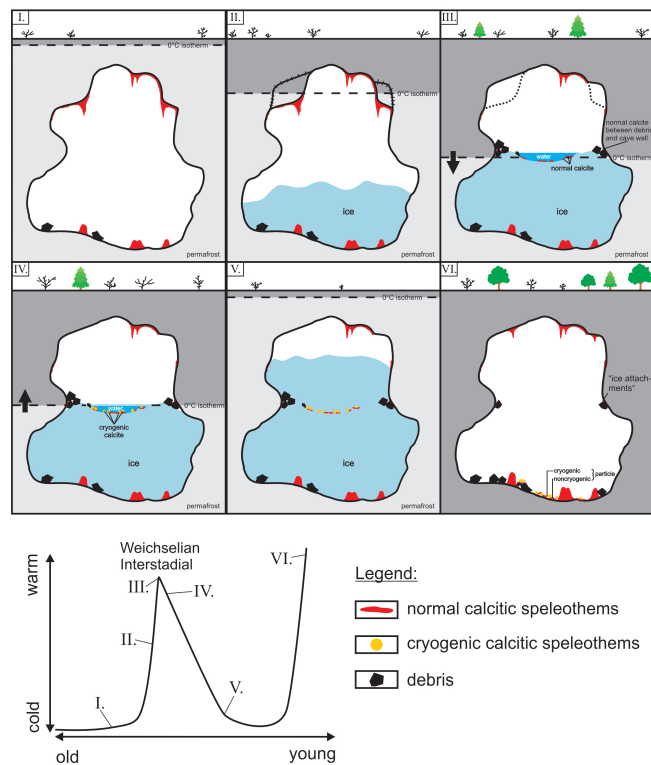 I.
0°C isotherm
permafrost
II.
0°C isotherm
ice
permafrost
III.
normal calcite
between debris
and cave wall
water
0°C isotherm
normal calcite
ice
permafrost
IV.
water
0°C isotherm
cryogenic
calcite
ice
permafrost
V.
0°C isotherm
ice
permafrost
VI.
"ice attach-
ments"
cryogenic
noncryogenic
particle
warm
cold
Weichselian
Interstadial
III.
IV.
II.
I.
V.
VI.
old
young
Legend:
normal calcitic speleothems
cryogenic calcitic speleothems
debris